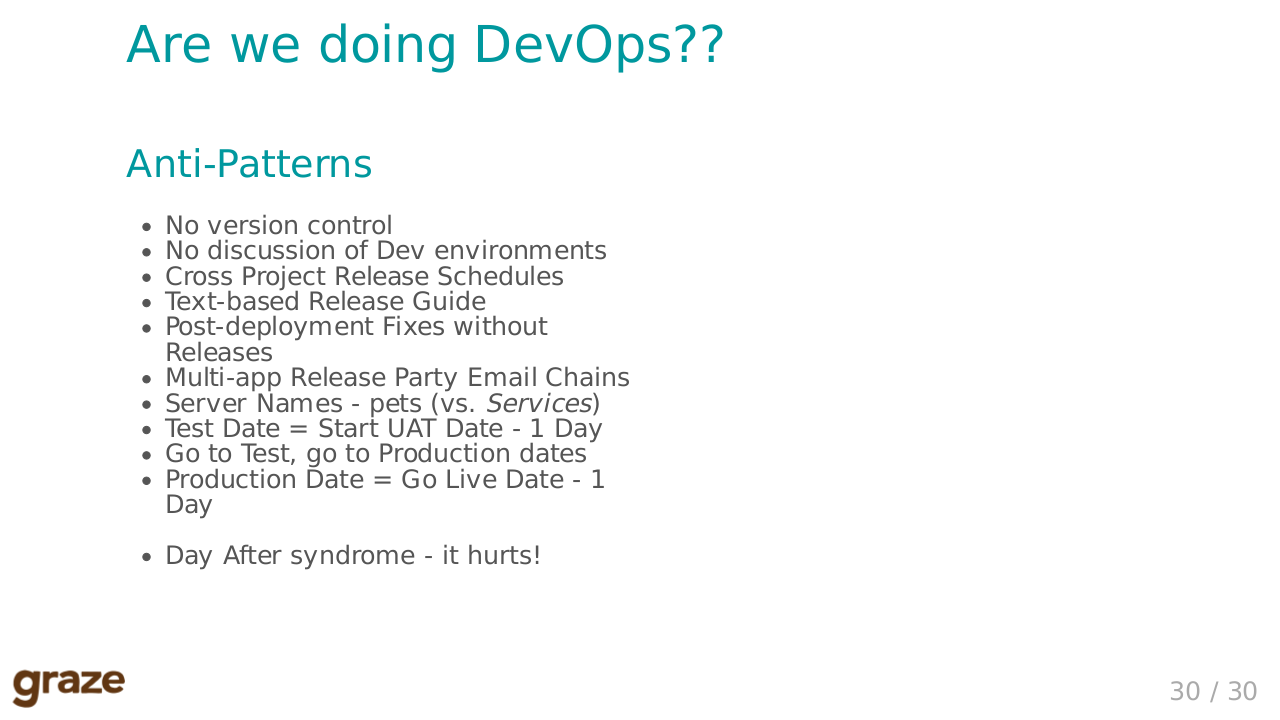 Are we doing DevOps??
Anti-Patterns
• No version control
• No discussion of Dev environments
• Cross Project Release Schedules
• Text-based Release Guide
• Post-deployment Fixes without
Releases
• Multi-app Release Party Email Chains
• Server Names - pets (vs. Services)
• Test Date = Start UAT Date - 1 Day
• Go to Test, go to Production dates
• Production Date = Go Live Date - 1
Day
• Day After syndrome - it hurts!
graze
30 / 30